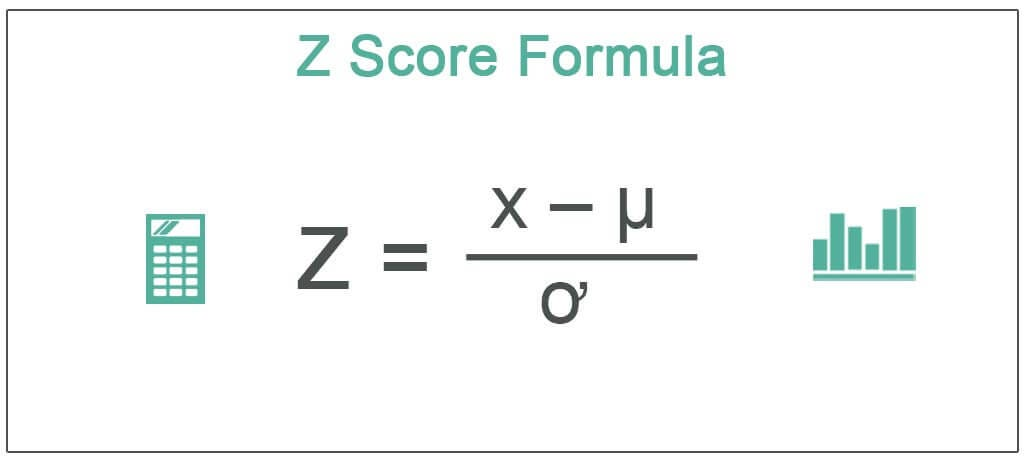 Z Score Formula
x – μ
Z =
ơ